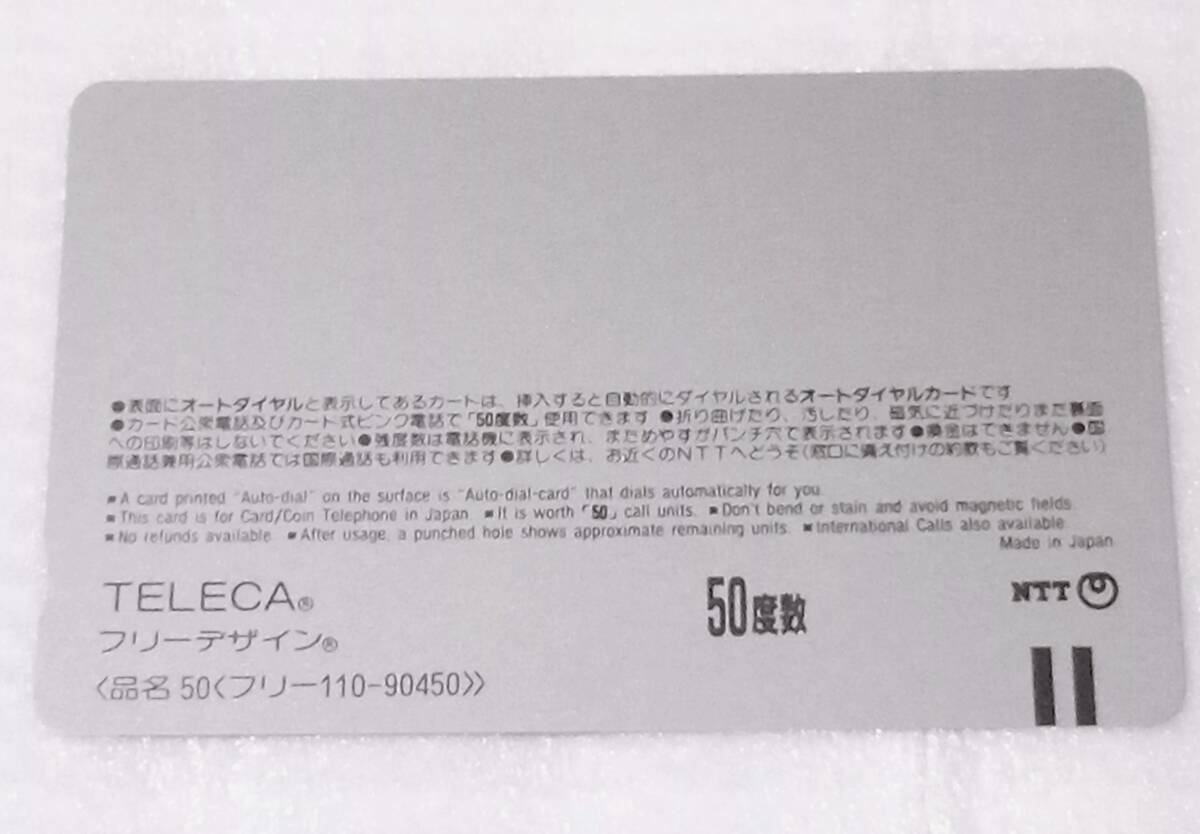 ●表面にオートダイヤルと表示してあるカードは、挿入すると自動的にダイヤルされるオートダイヤルカードです
●カード公衆電話及びカード式ピンク電話で「50度数」使用できます ●折り曲げたり、汚したり、磁気に近づけたりまた裏面
への印刷等はしないでください●残度数は電話機に表示され、まためやすがパンチ穴で表示されます●換金はできません●国
際通話兼用公衆電話では国際通話も利用できます●詳しくは、お近くのNTTへどうぞ(窓口に備え付けの約款もご覧ください)
■A card printed "Auto-dial" on the surface is "Auto-dial-card" that dials automatically for you.
■This card is for Card/Coin Telephone in Japan. ■It is worth「50」call units. ■Don't bend or stain and avoid magnetic fields.
■No refunds available. ■After usage, a punched hole shows approximate remaining units. ■International Calls also available.
Made in Japan
TELECA®
フリーデザイン®
〈品名 50〈フリー110-90450〉〉
50度数
NTT